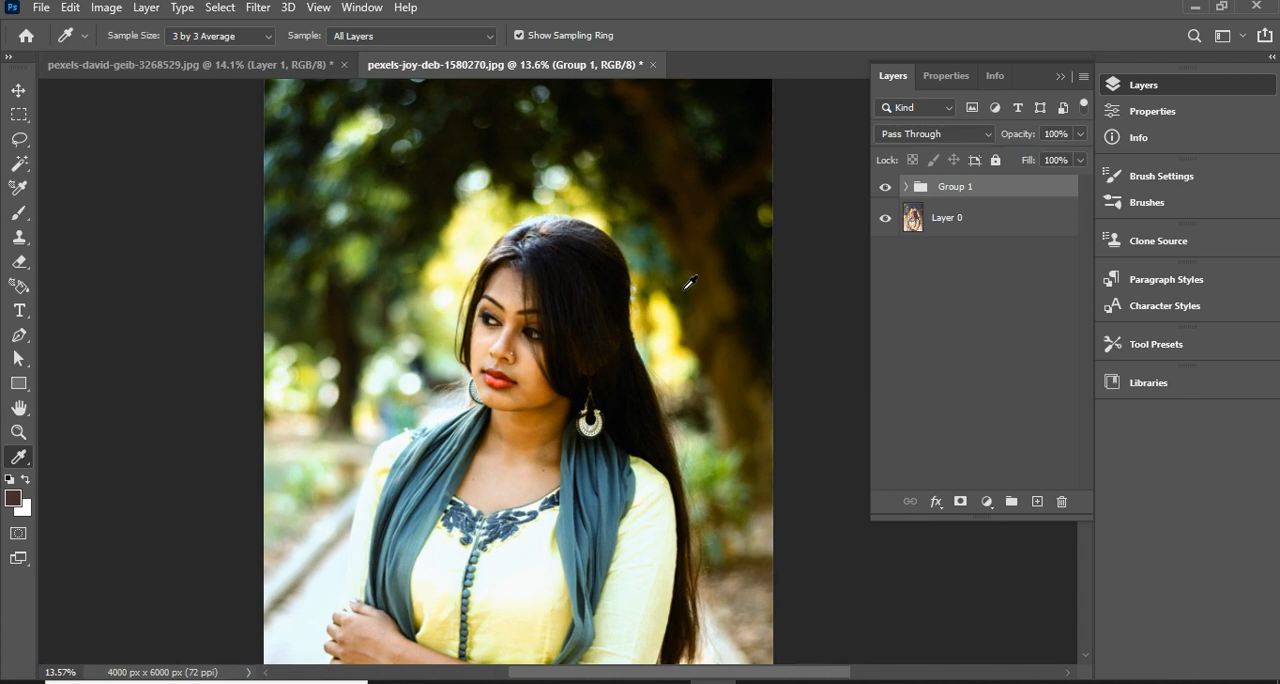 Ps File Edit Image Layer Type Select Filter 3D View Window Help
Sample Size: 3 by 3 Average Sample: All Layers Show Sampling Ring
pexels-david-geib-3268529.jpg @ 14.1% (Layer 1, RGB/8) * × pexels-joy-deb-1580270.jpg @ 13.6% (Group 1, RGB/8) * ×
Layers Properties Info
Kind
Pass Through Opacity: 100%
Lock: Fill: 100%
Group 1
Layer 0
fx
Layers
Properties
Info
Brush Settings
Brushes
Clone Source
Paragraph Styles
Character Styles
Tool Presets
Libraries
13.57% 4000 px x 6000 px (72 ppi)